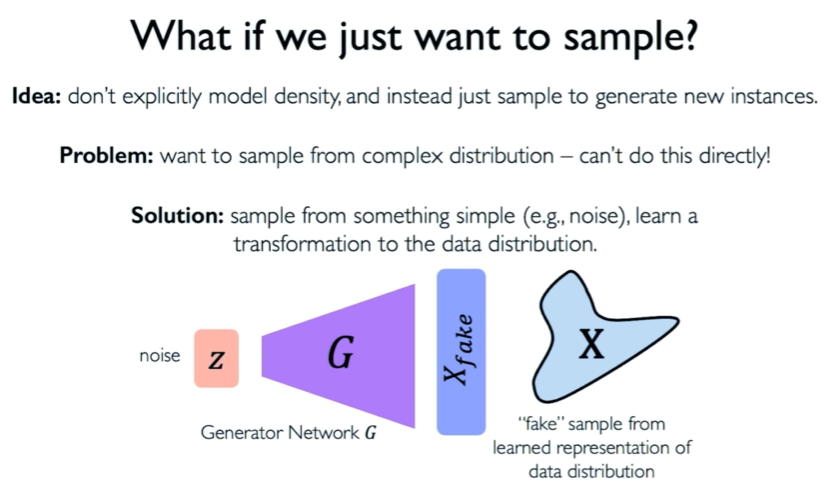 What if we just want to sample?
Idea: don't explicitly model density, and instead just sample to generate new instances.
Problem: want to sample from complex distribution – can't do this directly!
Solution: sample from something simple (e.g., noise), learn a
transformation to the data distribution.
noise
z
G
X_fake
X
Generator Network G
"fake" sample from
learned representation of
data distribution